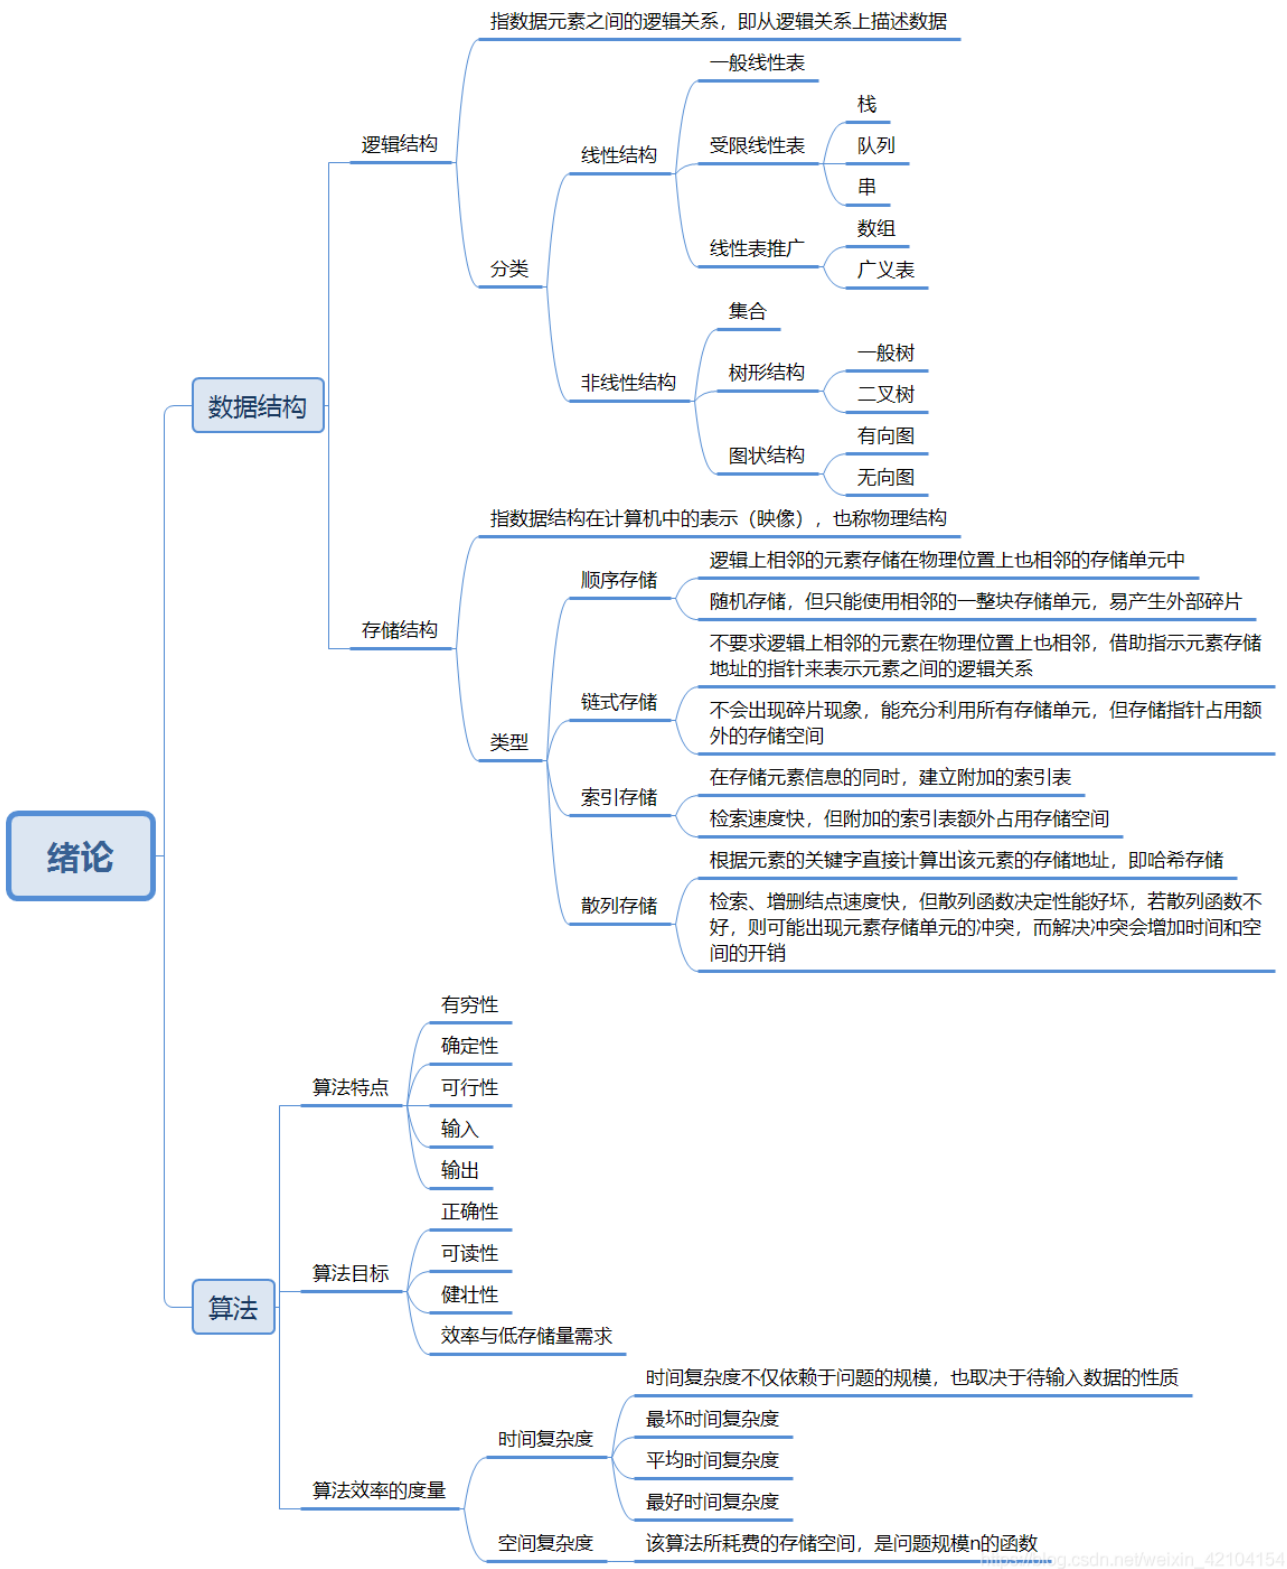 指数据元素之间的逻辑关系，即从逻辑关系上描述数据
一般线性表
栈
逻辑结构
线性结构
受限线性表
队列
串
数组
线性表推广
分类
广义表
集合
一般树
树形结构
非线性结构
二叉树
数据结构
有向图
图状结构
无向图
指数据结构在计算机中的表示（映像），也称物理结构
逻辑上相邻的元素存储在物理位置上也相邻的存储单元中
顺序存储
随机存储，但只能使用相邻的一整块存储单元，易产生外部碎片
存储结构
不要求逻辑上相邻的元素在物理位置上也相邻，借助指示元素存储
地址的指针来表示元素之间的逻辑关系
链式存储
不会出现碎片现象，能充分利用所有存储单元，但存储指针占用额
外的存储空间
类型
在存储元素信息的同时，建立附加的索引表
索引存储
检索速度快，但附加的索引表额外占用存储空间
绪论
根据元素的关键字直接计算出该元素的存储地址，即哈希存储
散列存储
检索、增删结点速度快，但散列函数决定性能好坏，若散列函数不
好，则可能出现元素存储单元的冲突，而解决冲突会增加时间和空
间的开销
有穷性
确定性
算法特点
可行性
输入
输出
正确性
可读性
算法目标
健壮性
算法
效率与低存储量需求
时间复杂度不仅依赖于问题的规模，也取决于待输入数据的性质
最坏时间复杂度
时间复杂度
平均时间复杂度
算法效率的度量
最好时间复杂度
空间复杂度
该算法所耗费的存储空间，是问题规模n的函数
https://blog.csdn.net/weixin_42104154